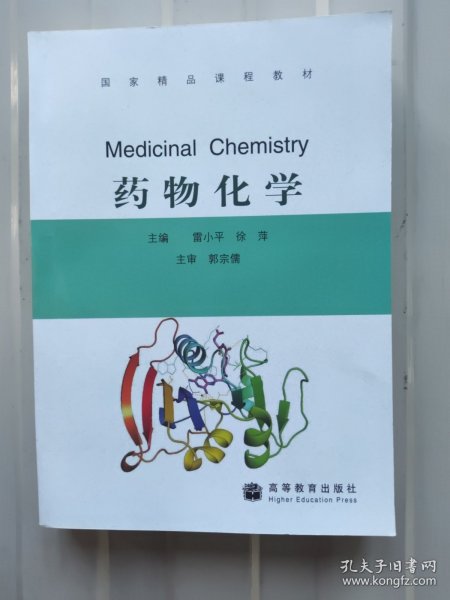 国家精品课程教材
Medicinal Chemistry
药物化学
主编 雷小平 徐萍
主审 郭宗儒
高等教育出版社
Higher Education Press
孔夫子旧书网
www.kongfz.com